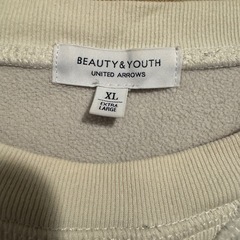 BEAUTY & YOUTH
UNITED ARROWS
XL
EXTRA
LARGE